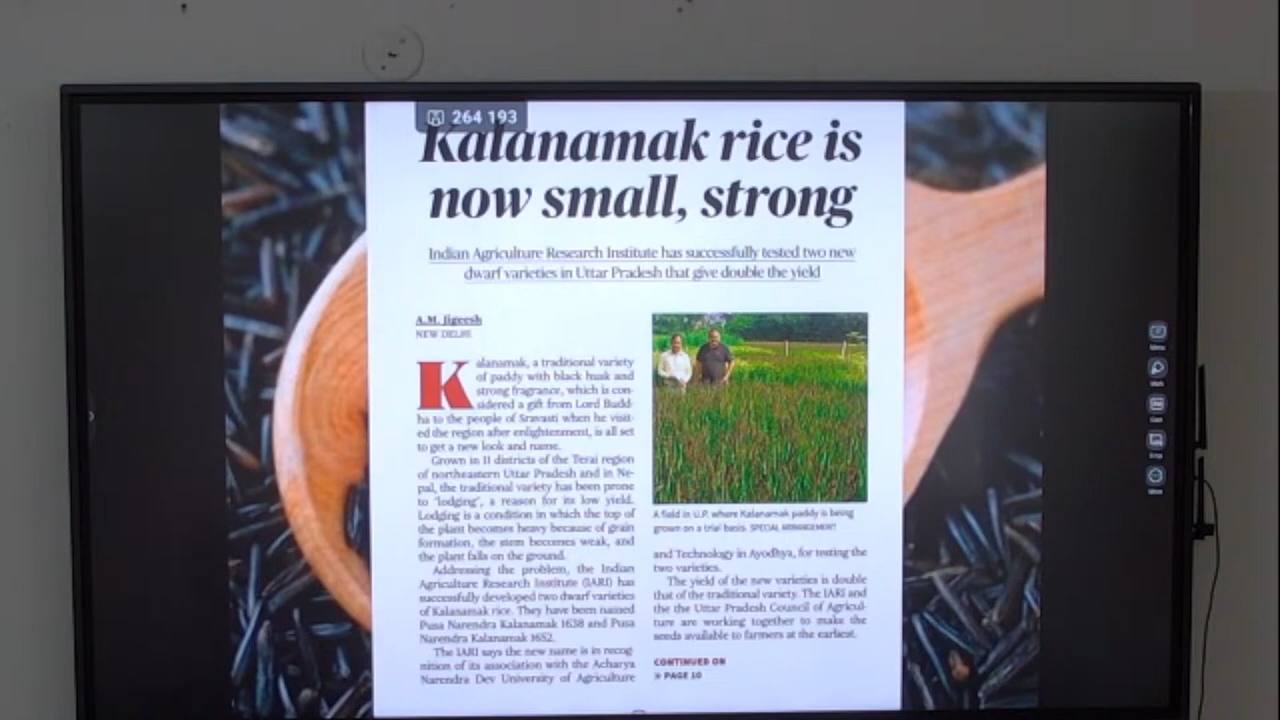 264 193
Kalanamak rice is
now small, strong
Indian Agriculture Research Institute has successfully tested two new
dwarf varieties in Uttar Pradesh that give double the yield
A.M. Jigeesh
NEW DELHI
Kalanamak, a traditional variety
of paddy with black husk and
strong fragrance, which is con-
sidered a gift from Lord Budd-
ha to the people of Sravasti when he visit-
ed the region after enlightenment, is all set
to get a new look and name.
Grown in 11 districts of the Terai region
of northeastern Uttar Pradesh and in Ne-
pal, the traditional variety has been prone
to 'lodging', a reason for its low yield.
Lodging is a condition in which the top of
the plant becomes heavy because of grain
formation, the stem becomes weak, and
the plant falls on the ground.
Addressing the problem, the Indian
Agriculture Research Institute (IARI) has
successfully developed two dwarf varieties
of Kalanamak rice. They have been named
Pusa Narendra Kalanamak 1638 and Pusa
Narendra Kalanamak 1652.
The IARI says the new name is in recog-
nition of its association with the Acharya
Narendra Dev University of Agriculture
A field in U.P. where Kalanamak paddy is being
grown on a trial basis. SPECIAL ARRANGEMENT
and Technology in Ayodhya, for testing the
two varieties.
The yield of the new varieties is double
that of the traditional variety. The IARI and
the the Uttar Pradesh Council of Agricul-
ture are working together to make the
seeds available to farmers at the earliest.
CONTINUED ON
» PAGE 10